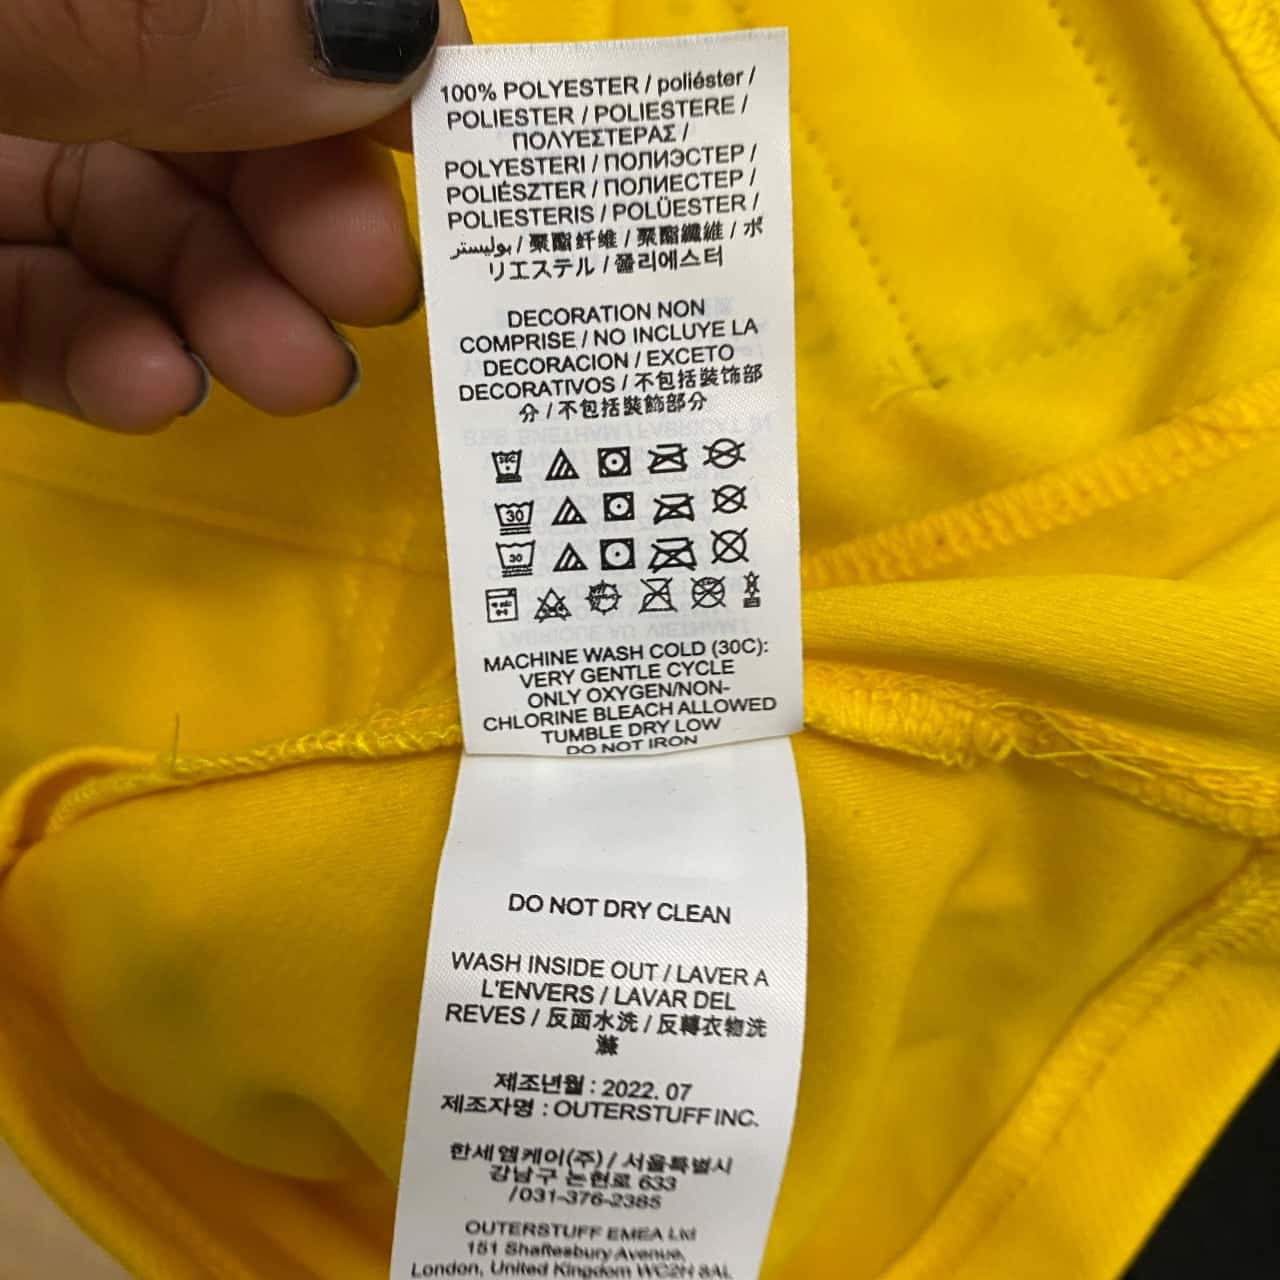 100% POLYESTER / poliéster /
POLIESTER / POLIESTERE /
ΠΟΛΥΕΣΤΕΡΑΣ /
POLYESTERI / ПОЛИЭСТЕР /
POLIÉSZTER / ПОЛИЕСТЕР /
POLIESTERIS / POLÜESTER /
بوليستر / 聚酯纤维 / 聚酯纖維 / ポ
リエステル / 폴리에스터
DECORATION NON
COMPRISE / NO INCLUYE LA
DECORACION / EXCETO
DECORATIVOS / 不包括裝饰部
分 / 不包括裝飾部分
30
30
MACHINE WASH COLD (30C):
VERY GENTLE CYCLE
ONLY OXYGEN/NON-
CHLORINE BLEACH ALLOWED
TUMBLE DRY LOW
DO NOT IRON
DO NOT DRY CLEAN
WASH INSIDE OUT / LAVER A
L'ENVERS / LAVAR DEL
REVES / 反面水洗 / 反轉衣物洗
滌
제조년월 : 2022. 07
제조자명 : OUTERSTUFF INC.
한세엠케이(주) / 서울특별시
강남구 논현로 633
/ 031-376-2385
OUTERSTUFF EMEA Ltd
151 Shaftesbury Avenue,
London, United Kingdom WC2H 8AL